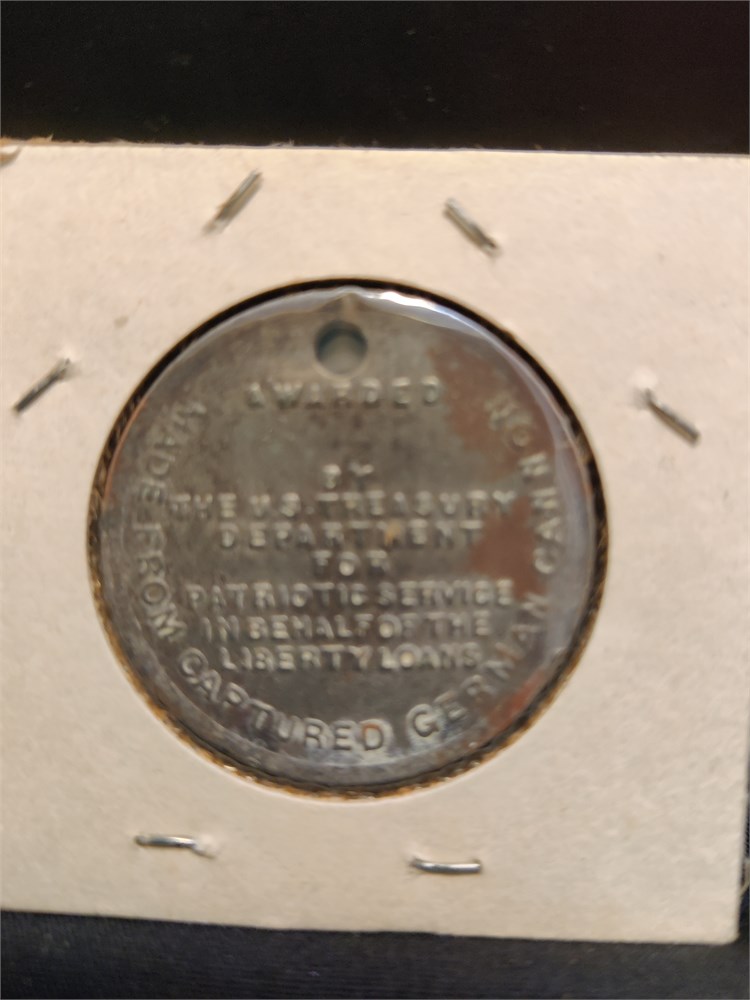 AWARDED
BY
THE U.S. TREASURY
DEPARTMENT
FOR
PATRIOTIC SERVICE
IN BEHALF OF THE
LIBERTY LOANS
MADE FROM CAPTURED GERMAN CANNON